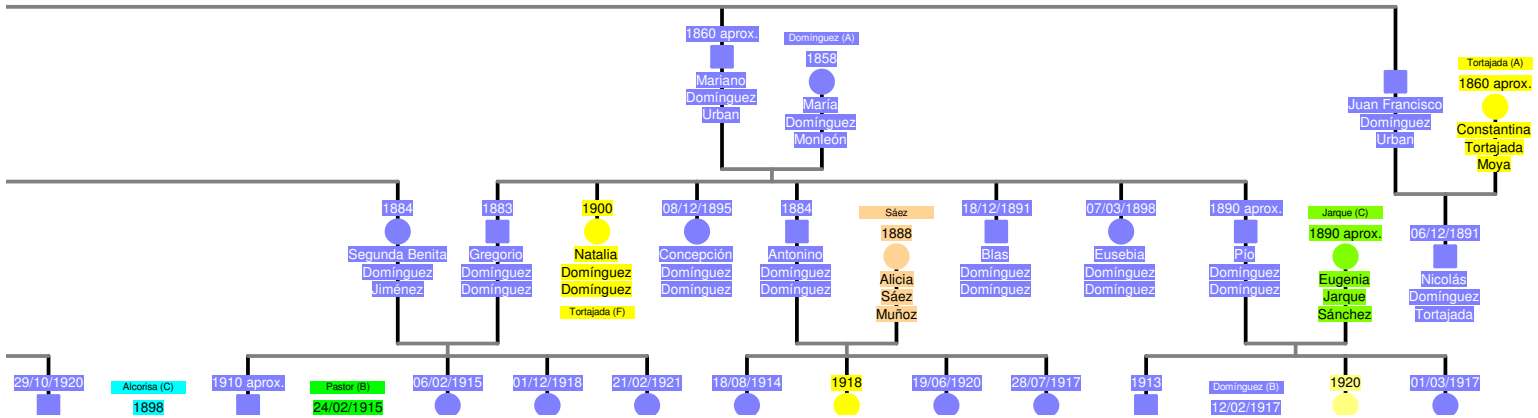 1860 aprox.
Mariano
Domínguez
Urban
Domínguez (A)
1858
María
Domínguez
Monleón
Juan Francisco
Domínguez
Urban
Tortajada (A)
1860 aprox.
Constantina
Tortajada
Moya
1884
Segunda Benita
Domínguez
Jiménez
1883
Gregorio
Domínguez
Domínguez
1900
Natalia
Domínguez
Domínguez
Tortajada (F)
08/12/1895
Concepción
Domínguez
Domínguez
1884
Antonino
Domínguez
Domínguez
Sáez
1888
Alicia
Sáez
Muñoz
18/12/1891
Blas
Domínguez
Domínguez
07/03/1898
Eusebia
Domínguez
Domínguez
1890 aprox.
Pío
Domínguez
Domínguez
Jarque (C)
1890 aprox.
Eugenia
Jarque
Sánchez
06/12/1891
Nicolás
Domínguez
Tortajada
29/10/1920
Alcorisa (C)
1898
1910 aprox.
Pastor (B)
24/02/1915
06/02/1915
01/12/1918
21/02/1921
18/08/1914
1918
19/06/1920
28/07/1917
1913
Domínguez (B)
12/02/1917
1920
01/03/1917